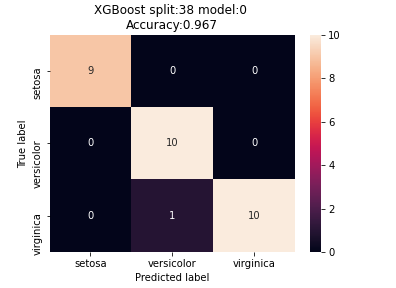 XGBoost split:38 model:0
Accuracy:0.967
True label
setosa
versicolor
virginica
9 0 0
0 10 0
0 1 10
setosa versicolor virginica
Predicted label
10
8
6
4
2
0